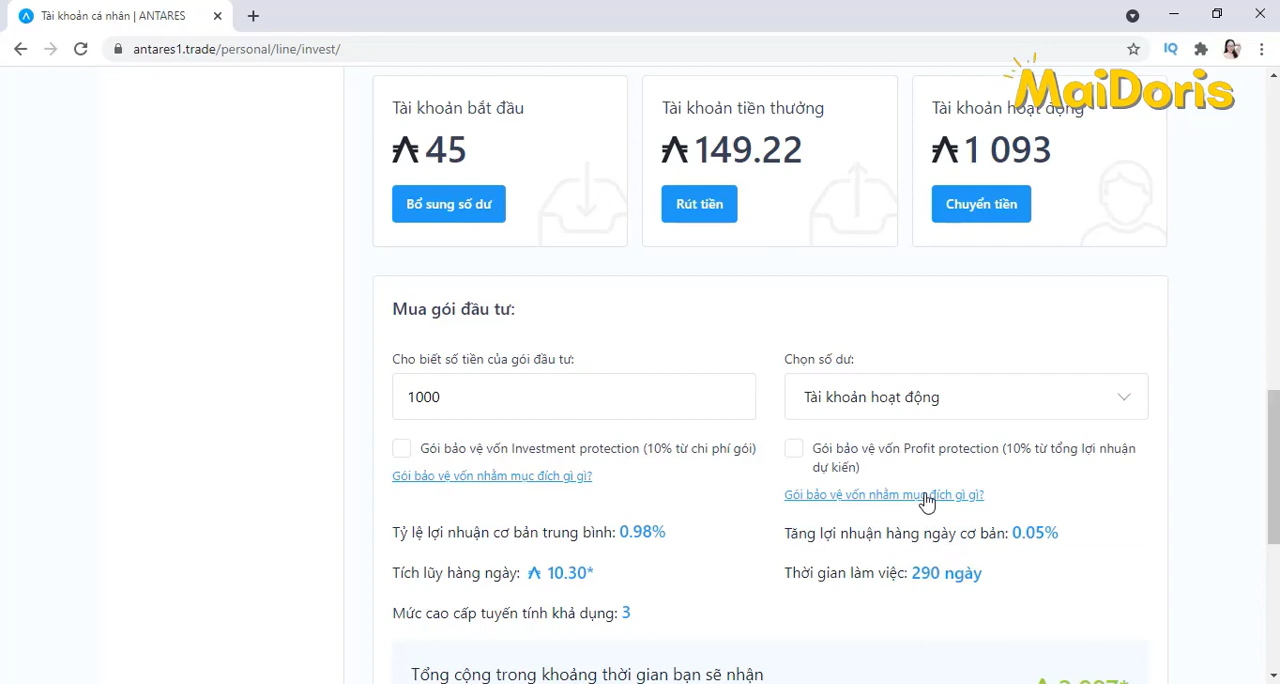 Tài khoản cá nhân | ANTARES
antares1.trade/personal/line/invest/
IQ
MaiDoris
Tài khoản bắt đầu
45
Bổ sung số dư
Tài khoản tiền thưởng
149.22
Rút tiền
Tài khoản hoạt động
1 093
Chuyển tiền
Mua gói đầu tư:
Cho biết số tiền của gói đầu tư:
1000
Chọn số dư:
Tài khoản hoạt động
Gói bảo vệ vốn Investment protection (10% từ chi phí gói)
Gói bảo vệ vốn nhằm mục đích gì gì?
Gói bảo vệ vốn Profit protection (10% từ tổng lợi nhuận
dự kiến)
Gói bảo vệ vốn nhằm mục đích gì gì?
Tỷ lệ lợi nhuận cơ bản trung bình: 0.98%
Tăng lợi nhuận hàng ngày cơ bản: 0.05%
Tích lũy hàng ngày: 10.30*
Thời gian làm việc: 290 ngày
Mức cao cấp tuyến tính khả dụng: 3
Tổng cộng trong khoảng thời gian bạn sẽ nhận